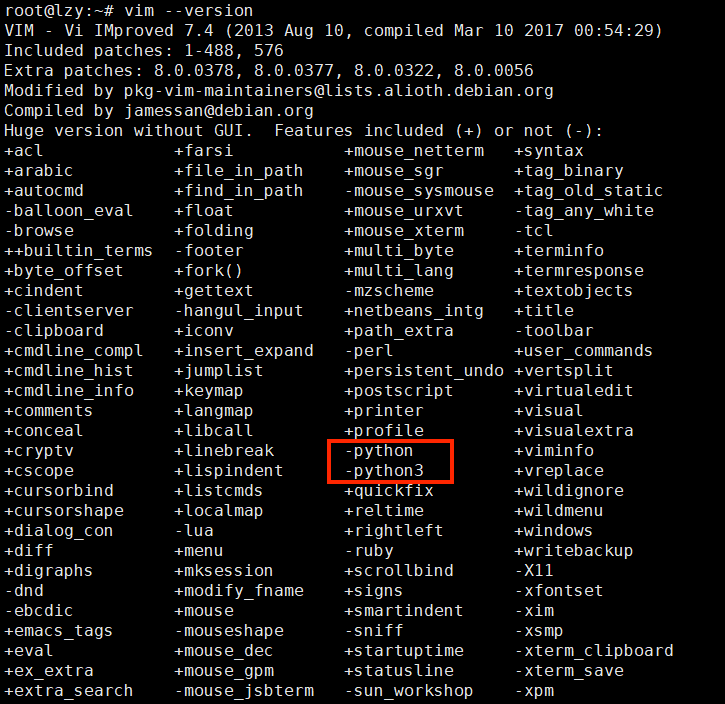 root@lzy:~# vim --version
VIM - Vi IMproved 7.4 (2013 Aug 10, compiled Mar 10 2017 00:54:29)
Included patches: 1-488, 576
Extra patches: 8.0.0378, 8.0.0377, 8.0.0322, 8.0.0056
Modified by pkg-vim-maintainers@lists.alioth.debian.org
Compiled by jamessan@debian.org
Huge version without GUI.  Features included (+) or not (-):
+acl             +farsi           +mouse_netterm   +syntax
+arabic          +file_in_path    +mouse_sgr       +tag_binary
+autocmd         +find_in_path    -mouse_sysmouse  +tag_old_static
-balloon_eval    +float           +mouse_urxvt     -tag_any_white
-browse          +folding         +mouse_xterm     -tcl
++builtin_terms  -footer          +multi_byte      +terminfo
+byte_offset     +fork()          +multi_lang      +termresponse
+cindent         +gettext         -mzscheme        +textobjects
-clientserver    -hangul_input    +netbeans_intg   +title
-clipboard       +iconv           +path_extra      -toolbar
+cmdline_compl   +insert_expand   -perl            +user_commands
+cmdline_hist    +jumplist        +persistent_undo +vertsplit
+cmdline_info    +keymap          +postscript      +virtualedit
+comments        +langmap         +printer         +visual
+conceal         +libcall         +profile         +visualextra
+cryptv          +linebreak       -python          +viminfo
+cscope          +lispindent      -python3         +vreplace
+cursorbind      +listcmds        +quickfix        +wildignore
+cursorshape     +localmap        +reltime         +wildmenu
+dialog_con      -lua             +rightleft       +windows
+diff            +menu            -ruby            +writebackup
+digraphs        +mksession       +scrollbind      -X11
-dnd             +modify_fname    +signs           -xfontset
-ebcdic          +mouse           +smartindent     -xim
+emacs_tags      -mouseshape      -sniff           -xsmp
+eval            +mouse_dec       +startuptime     -xterm_clipboard
+ex_extra        +mouse_gpm       +statusline      -xterm_save
+extra_search    -mouse_jsbterm   -sun_workshop    -xpm